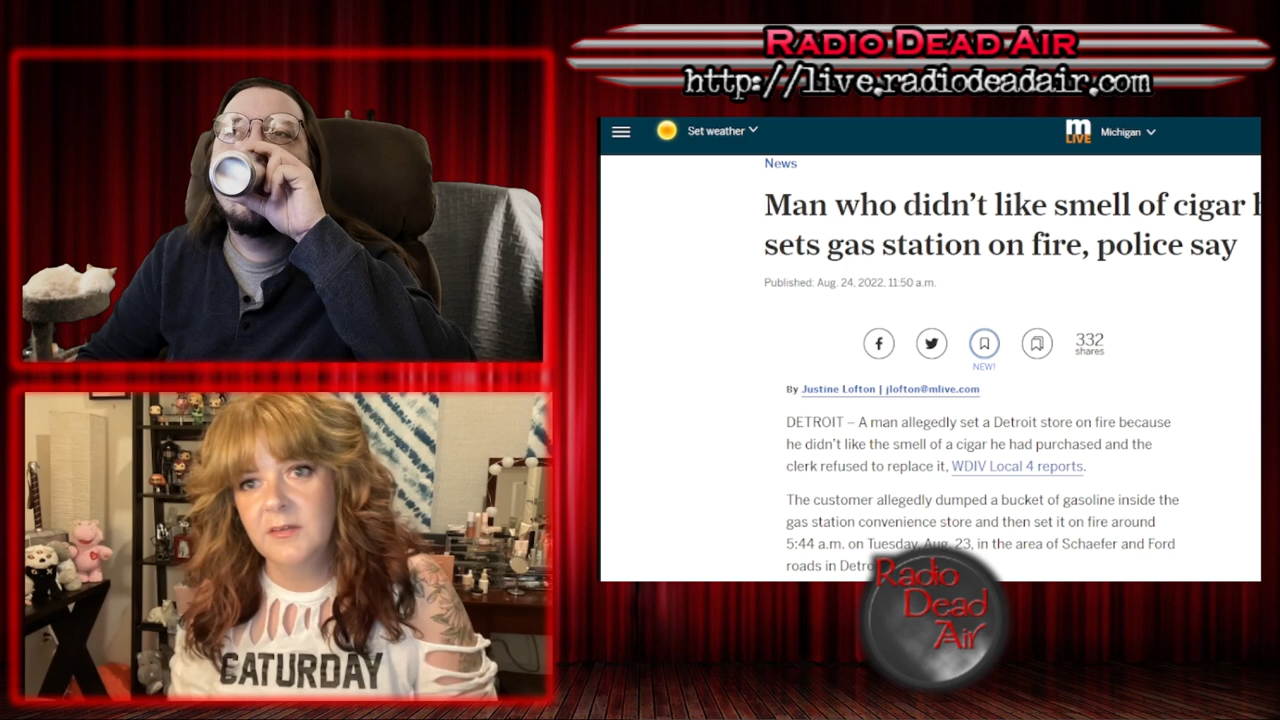 Radio Dead Air
http://live.radiodeadair.com
Set weather
m LIVE
Michigan
News
Man who didn't like smell of cigar
sets gas station on fire, police say
Published: Aug. 24, 2022, 11:50 a.m.
332
shares
NEW!
By Justine Lofton | jlofton@mlive.com
DETROIT – A man allegedly set a Detroit store on fire because
he didn't like the smell of a cigar he had purchased and the
clerk refused to replace it, WDIV Local 4 reports.
The customer allegedly dumped a bucket of gasoline inside the
gas station convenience store and then set it on fire around
5:44 a.m. on Tuesday, Aug. 23, in the area of Schaefer and Ford
roads in Detro
Radio
Dead
Air
CATURDAY